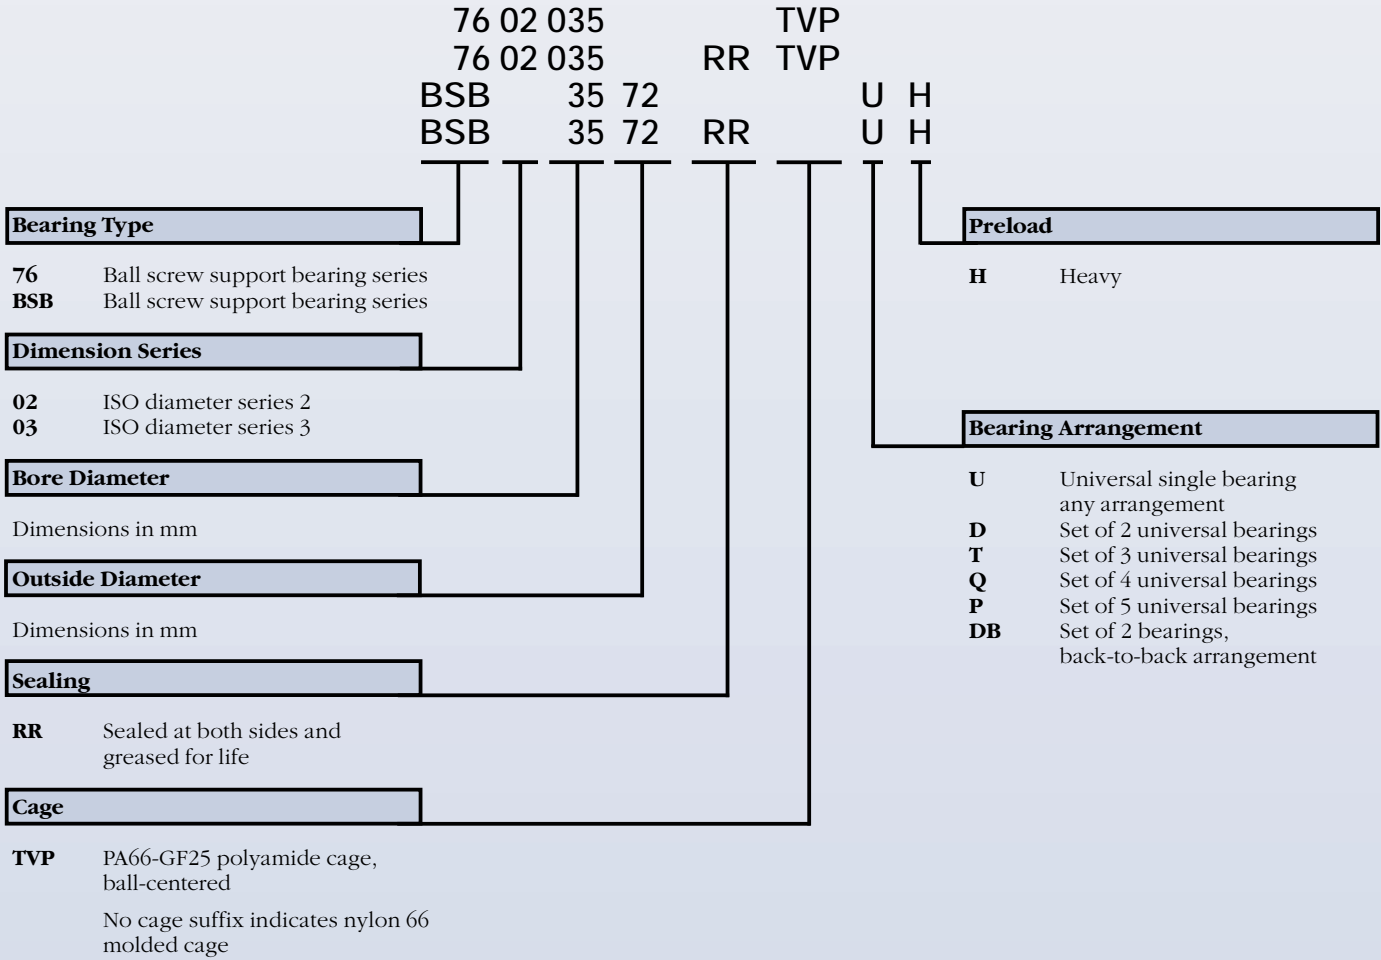 76 02 035 TVP
76 02 035 RR TVP
BSB 35 72 U H
BSB 35 72 RR U H
Bearing Type
76 Ball screw support bearing series
BSB Ball screw support bearing series
Dimension Series
02 ISO diameter series 2
03 ISO diameter series 3
Bore Diameter
Dimensions in mm
Outside Diameter
Dimensions in mm
Sealing
RR Sealed at both sides and
greased for life
Cage
TVP PA66-GF25 polyamide cage,
ball-centered
No cage suffix indicates nylon 66
molded cage
Preload
H Heavy
Bearing Arrangement
U Universal single bearing
any arrangement
D Set of 2 universal bearings
T Set of 3 universal bearings
Q Set of 4 universal bearings
P Set of 5 universal bearings
DB Set of 2 bearings,
back-to-back arrangement